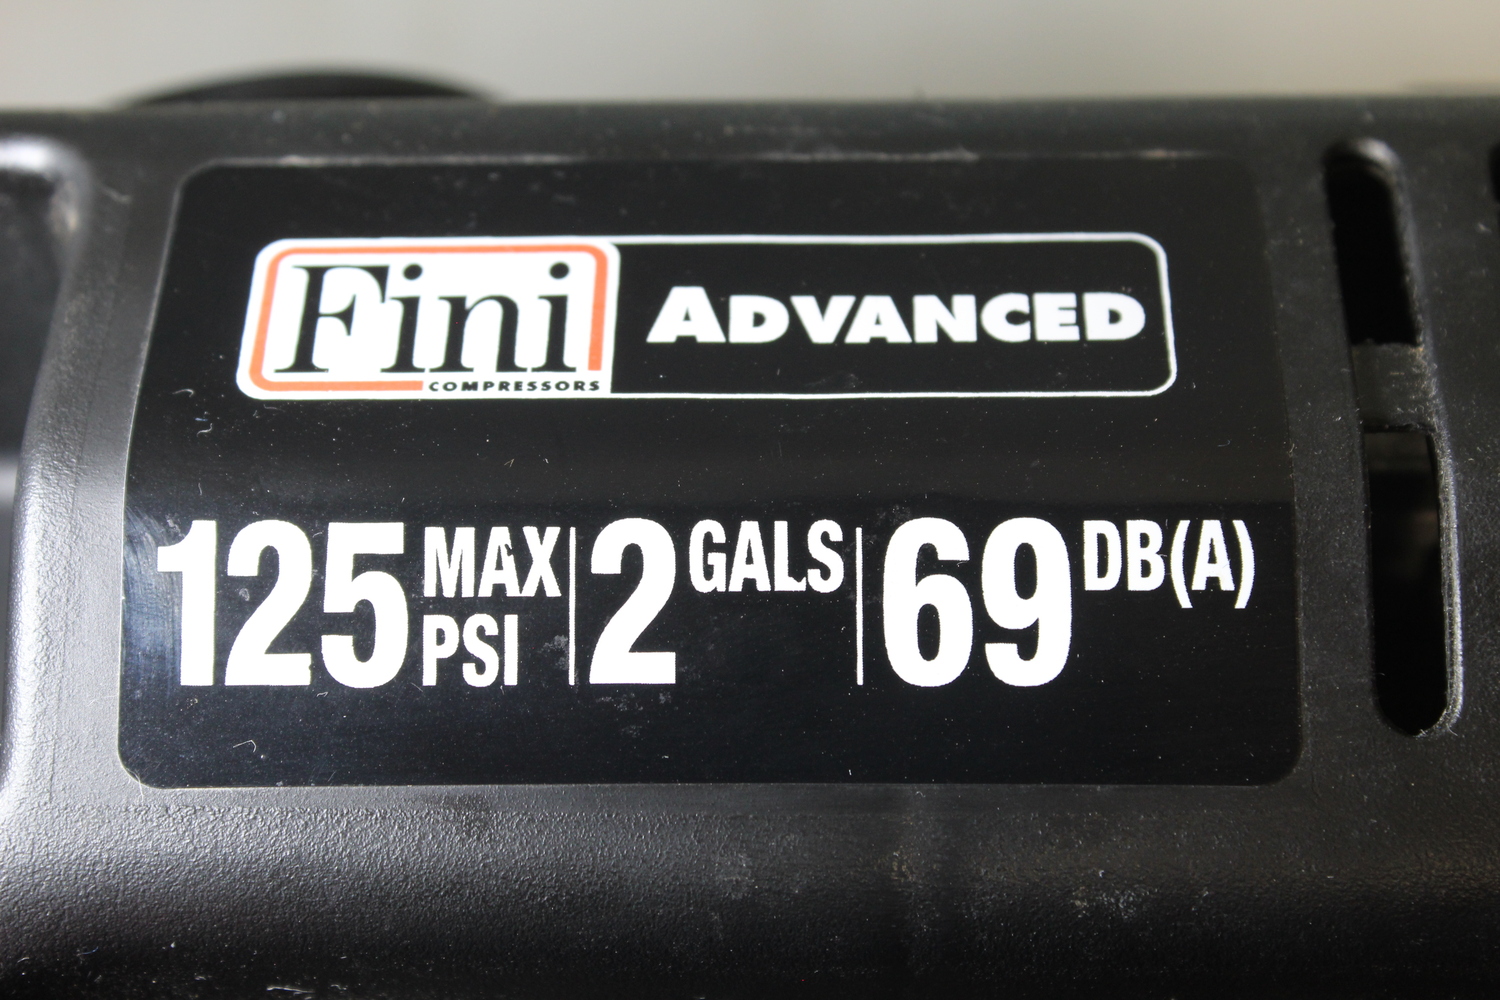 Fini ADVANCED
COMPRESSORS
125 MAX PSI | 2 GALS | 69 DB(A)